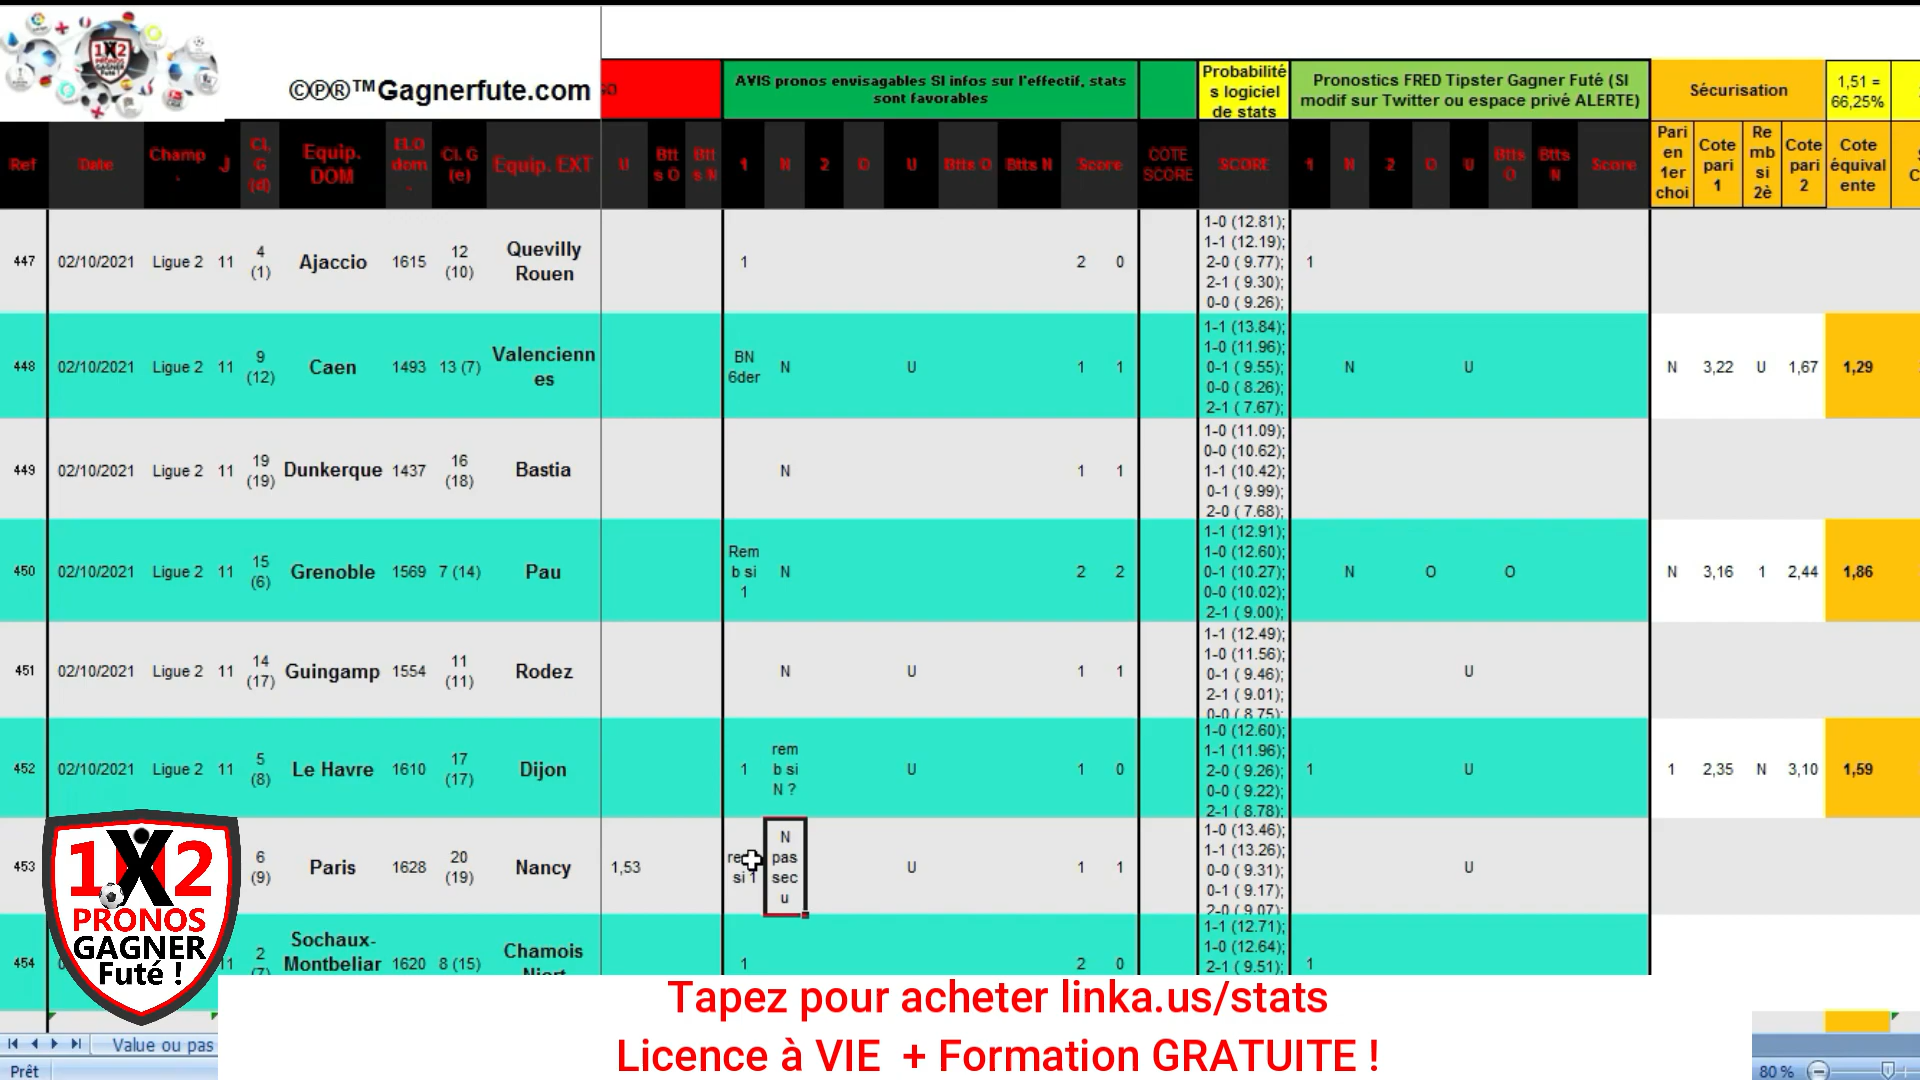 ©℗®™Gagnerfute.com
AVIS pronos envisagables SI infos sur l'effectif, stats
sont favorables
Probabilité
s logiciel
de stats
Pronostics FRED Tipster Gagner Futé (SI
modif sur Twitter ou espace privé ALERTE)
Sécurisation
1,51 =
66,25%
Ref Date Champ. J Cl. G (d) Equip. DOM ELO dom. Cl. G (e) Equip. EXT U Btts O Btts N 1 N 2 O U Btts O Btts N Score COTE SCORE SCORE 1 N 2 O U Btts O Btts N Score Pari en 1er choi Cote pari 1 Re mb si 2è Cote pari 2 Cote équival ente
447 02/10/2021 Ligue 2 11 4 (1) Ajaccio 1615 12 (10) Quevilly Rouen 1 2 0 1-0 (12.81); 1-1 (12.19); 2-0 ( 9.77); 2-1 ( 9.30); 0-0 ( 9.26); 1
448 02/10/2021 Ligue 2 11 9 (12) Caen 1493 13 (7) Valenciennes BN 6der N U 1 1 1-1 (13.84); 1-0 (11.96); 0-1 ( 9.55); 0-0 ( 8.26); 2-1 ( 7.67); N U N 3,22 U 1,67 1,29
449 02/10/2021 Ligue 2 11 19 (19) Dunkerque 1437 16 (18) Bastia N 1 1 1-0 (11.09); 0-0 (10.62); 1-1 (10.42); 0-1 ( 9.99); 2-0 ( 7.68);
450 02/10/2021 Ligue 2 11 15 (6) Grenoble 1569 7 (14) Pau Rem b si 1 N 2 2 1-1 (12.91); 1-0 (12.60); 0-1 (10.27); 0-0 (10.02); 2-1 ( 9.00); N O O N 3,16 1 2,44 1,86
451 02/10/2021 Ligue 2 11 14 (17) Guingamp 1554 11 (11) Rodez N U 1 1 1-1 (12.49); 1-0 (11.56); 0-1 ( 9.46); 2-1 ( 9.01); 0-0 ( 8.75); U
452 02/10/2021 Ligue 2 11 5 (8) Le Havre 1610 17 (17) Dijon 1 rem b si N ? U 1 0 1-0 (12.60); 1-1 (11.96); 2-0 ( 9.26); 0-0 ( 9.22); 2-1 ( 8.78); 1 U 1 2,35 N 3,10 1,59
453 6 (9) Paris 1628 20 (19) Nancy 1,53 si 1 N pas sec u U 1 1 1-0 (13.46); 1-1 (13.26); 0-0 ( 9.31); 0-1 ( 9.17); 2-0 ( 9.07); U
454 2 Sochaux-Montbeliar 1620 8 (15) Chamois Niort 1 2 0 1-1 (12.71); 1-0 (12.64); 2-1 ( 9.51); 1
1X2
PRONOS
GAGNER
Futé !
Tapez pour acheter linka.us/stats
Licence à VIE + Formation GRATUITE !
Value ou pas
Prêt
80 %